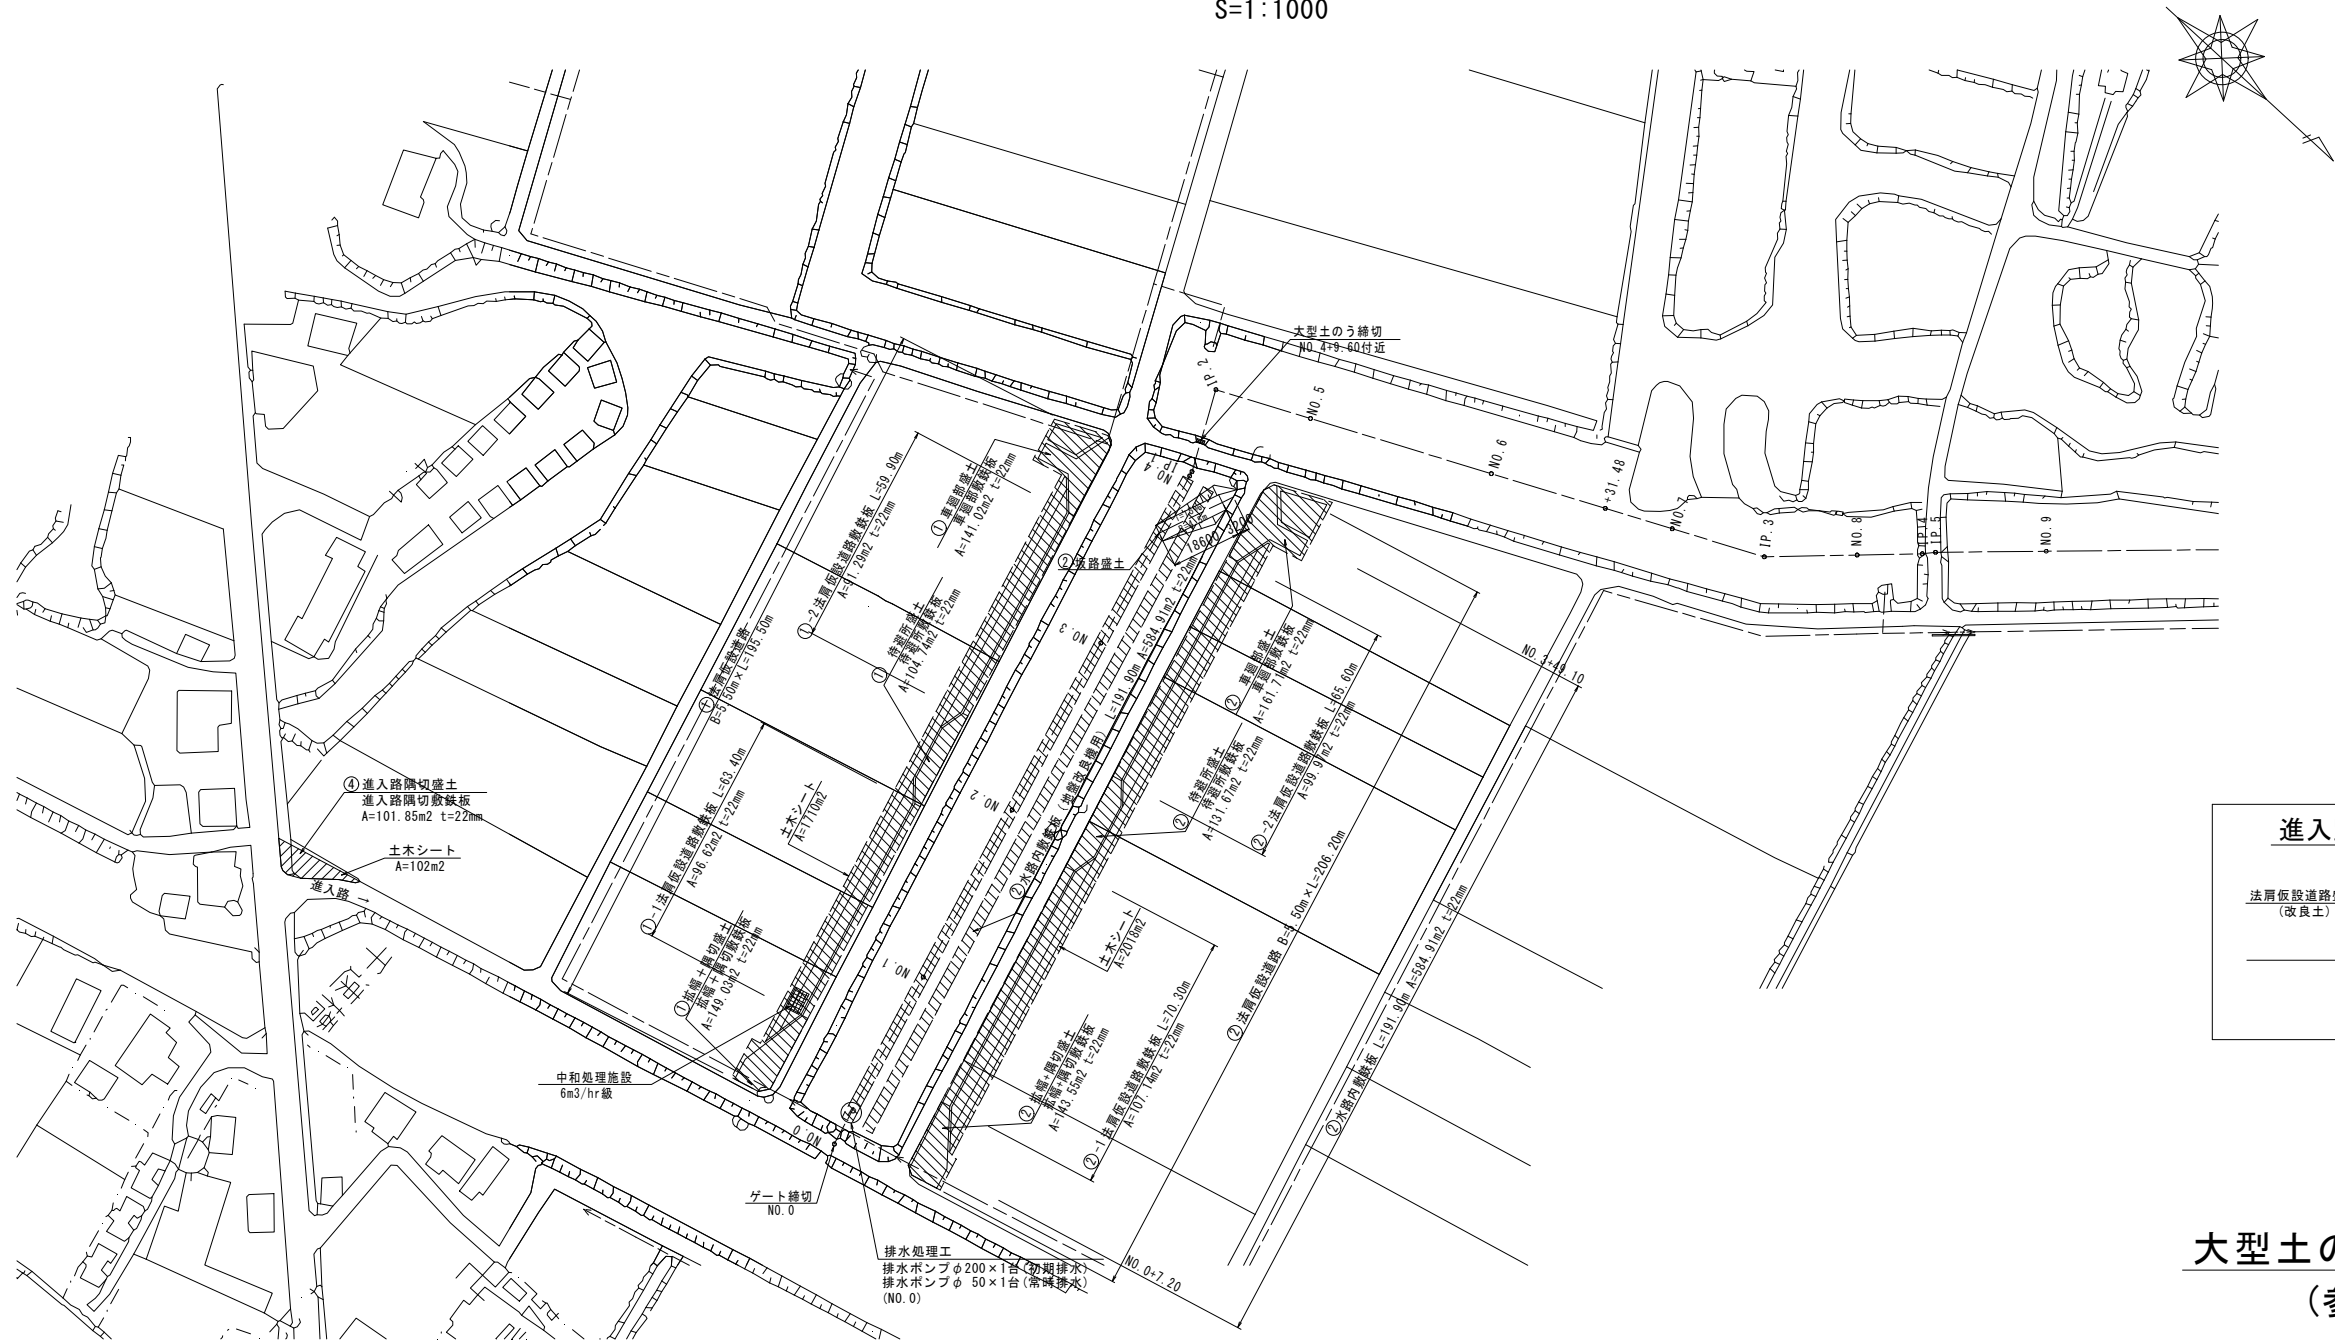 S=1:1000
大型土のう締切
NO.4+9.60付近
IP.2
NO.5
NO.6
+31.48
NO.7
IP.3
NO.8
IP.4
IP.5
NO.9
NO.4
IP.1
①車廻部盛土
車廻部敷鉄板
A=141.02m2 t=22mm
①-2法肩仮設道路敷鉄板 L=59.90m
A=91.29m2 t=22mm
①待避所盛土
待避所敷鉄板
A=104.74m2 t=22mm
②坂路盛土
18600
3200
NO.3
①法肩仮設道路
B=5.50m×L=195.50m
①-1法肩仮設道路敷鉄板 L=63.40m
A=96.62m2 t=22mm
土木シート
A=1710m2
NO.2
②水路内敷鉄板(地盤改良機用) L=191.90m A=584.91m2 t=22mm
②車廻部盛土
車廻部敷鉄板
A=161.71m2 t=22mm
NO.3+49.10
②待避所盛土
待避所敷鉄板
A=131.67m2 t=22mm
②-2法肩仮設道路敷鉄板 L=65.60m
A=99.97m2 t=22mm
④進入路隅切盛土
進入路隅切敷鉄板
A=101.85m2 t=22mm
土木シート
A=102m2
進入路→
①拡幅+隅切盛土
拡幅+隅切敷鉄板
A=149.03m2 t=22mm
NO.1
土木シート
A=2018m2
②法肩仮設道路 B=5.50m×L=206.20m
②拡幅+隅切盛土
拡幅+隅切敷鉄板
A=143.55m2 t=22mm
②-1法肩仮設道路敷鉄板 L=70.30m
A=107.14m2 t=22mm
②水路内敷鉄板 L=191.90m A=584.91m2 t=22mm
中和処理施設
6m3/hr級
P
NO.0
ゲート締切
NO.0
排水処理工
排水ポンプφ200×1台(初期排水)
排水ポンプφ 50×1台(常時排水)
(NO.0)
NO.0+7.20
進入
法肩仮設道路
(改良土)
大型土の